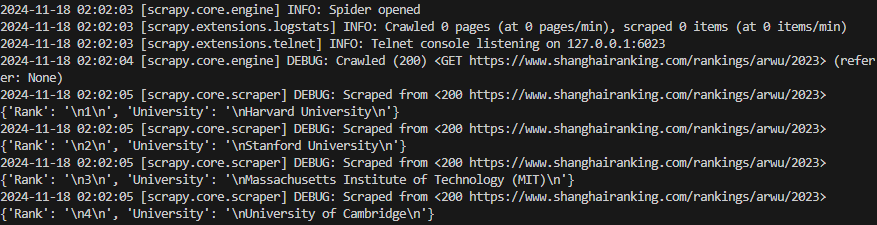 2024-11-18 02:02:03 [scrapy.core.engine] INFO: Spider opened
2024-11-18 02:02:03 [scrapy.extensions.logstats] INFO: Crawled 0 pages (at 0 pages/min), scraped 0 items (at 0 items/min)
2024-11-18 02:02:03 [scrapy.extensions.telnet] INFO: Telnet console listening on 127.0.0.1:6023
2024-11-18 02:02:04 [scrapy.core.engine] DEBUG: Crawled (200) <GET https://www.shanghairanking.com/rankings/arwu/2023> (refer
er: None)
2024-11-18 02:02:05 [scrapy.core.scraper] DEBUG: Scraped from <200 https://www.shanghairanking.com/rankings/arwu/2023>
{'Rank': '\n1\n', 'University': '\nHarvard University\n'}
2024-11-18 02:02:05 [scrapy.core.scraper] DEBUG: Scraped from <200 https://www.shanghairanking.com/rankings/arwu/2023>
{'Rank': '\n2\n', 'University': '\nStanford University\n'}
2024-11-18 02:02:05 [scrapy.core.scraper] DEBUG: Scraped from <200 https://www.shanghairanking.com/rankings/arwu/2023>
{'Rank': '\n3\n', 'University': '\nMassachusetts Institute of Technology (MIT)\n'}
2024-11-18 02:02:05 [scrapy.core.scraper] DEBUG: Scraped from <200 https://www.shanghairanking.com/rankings/arwu/2023>
{'Rank': '\n4\n', 'University': '\nUniversity of Cambridge\n'}